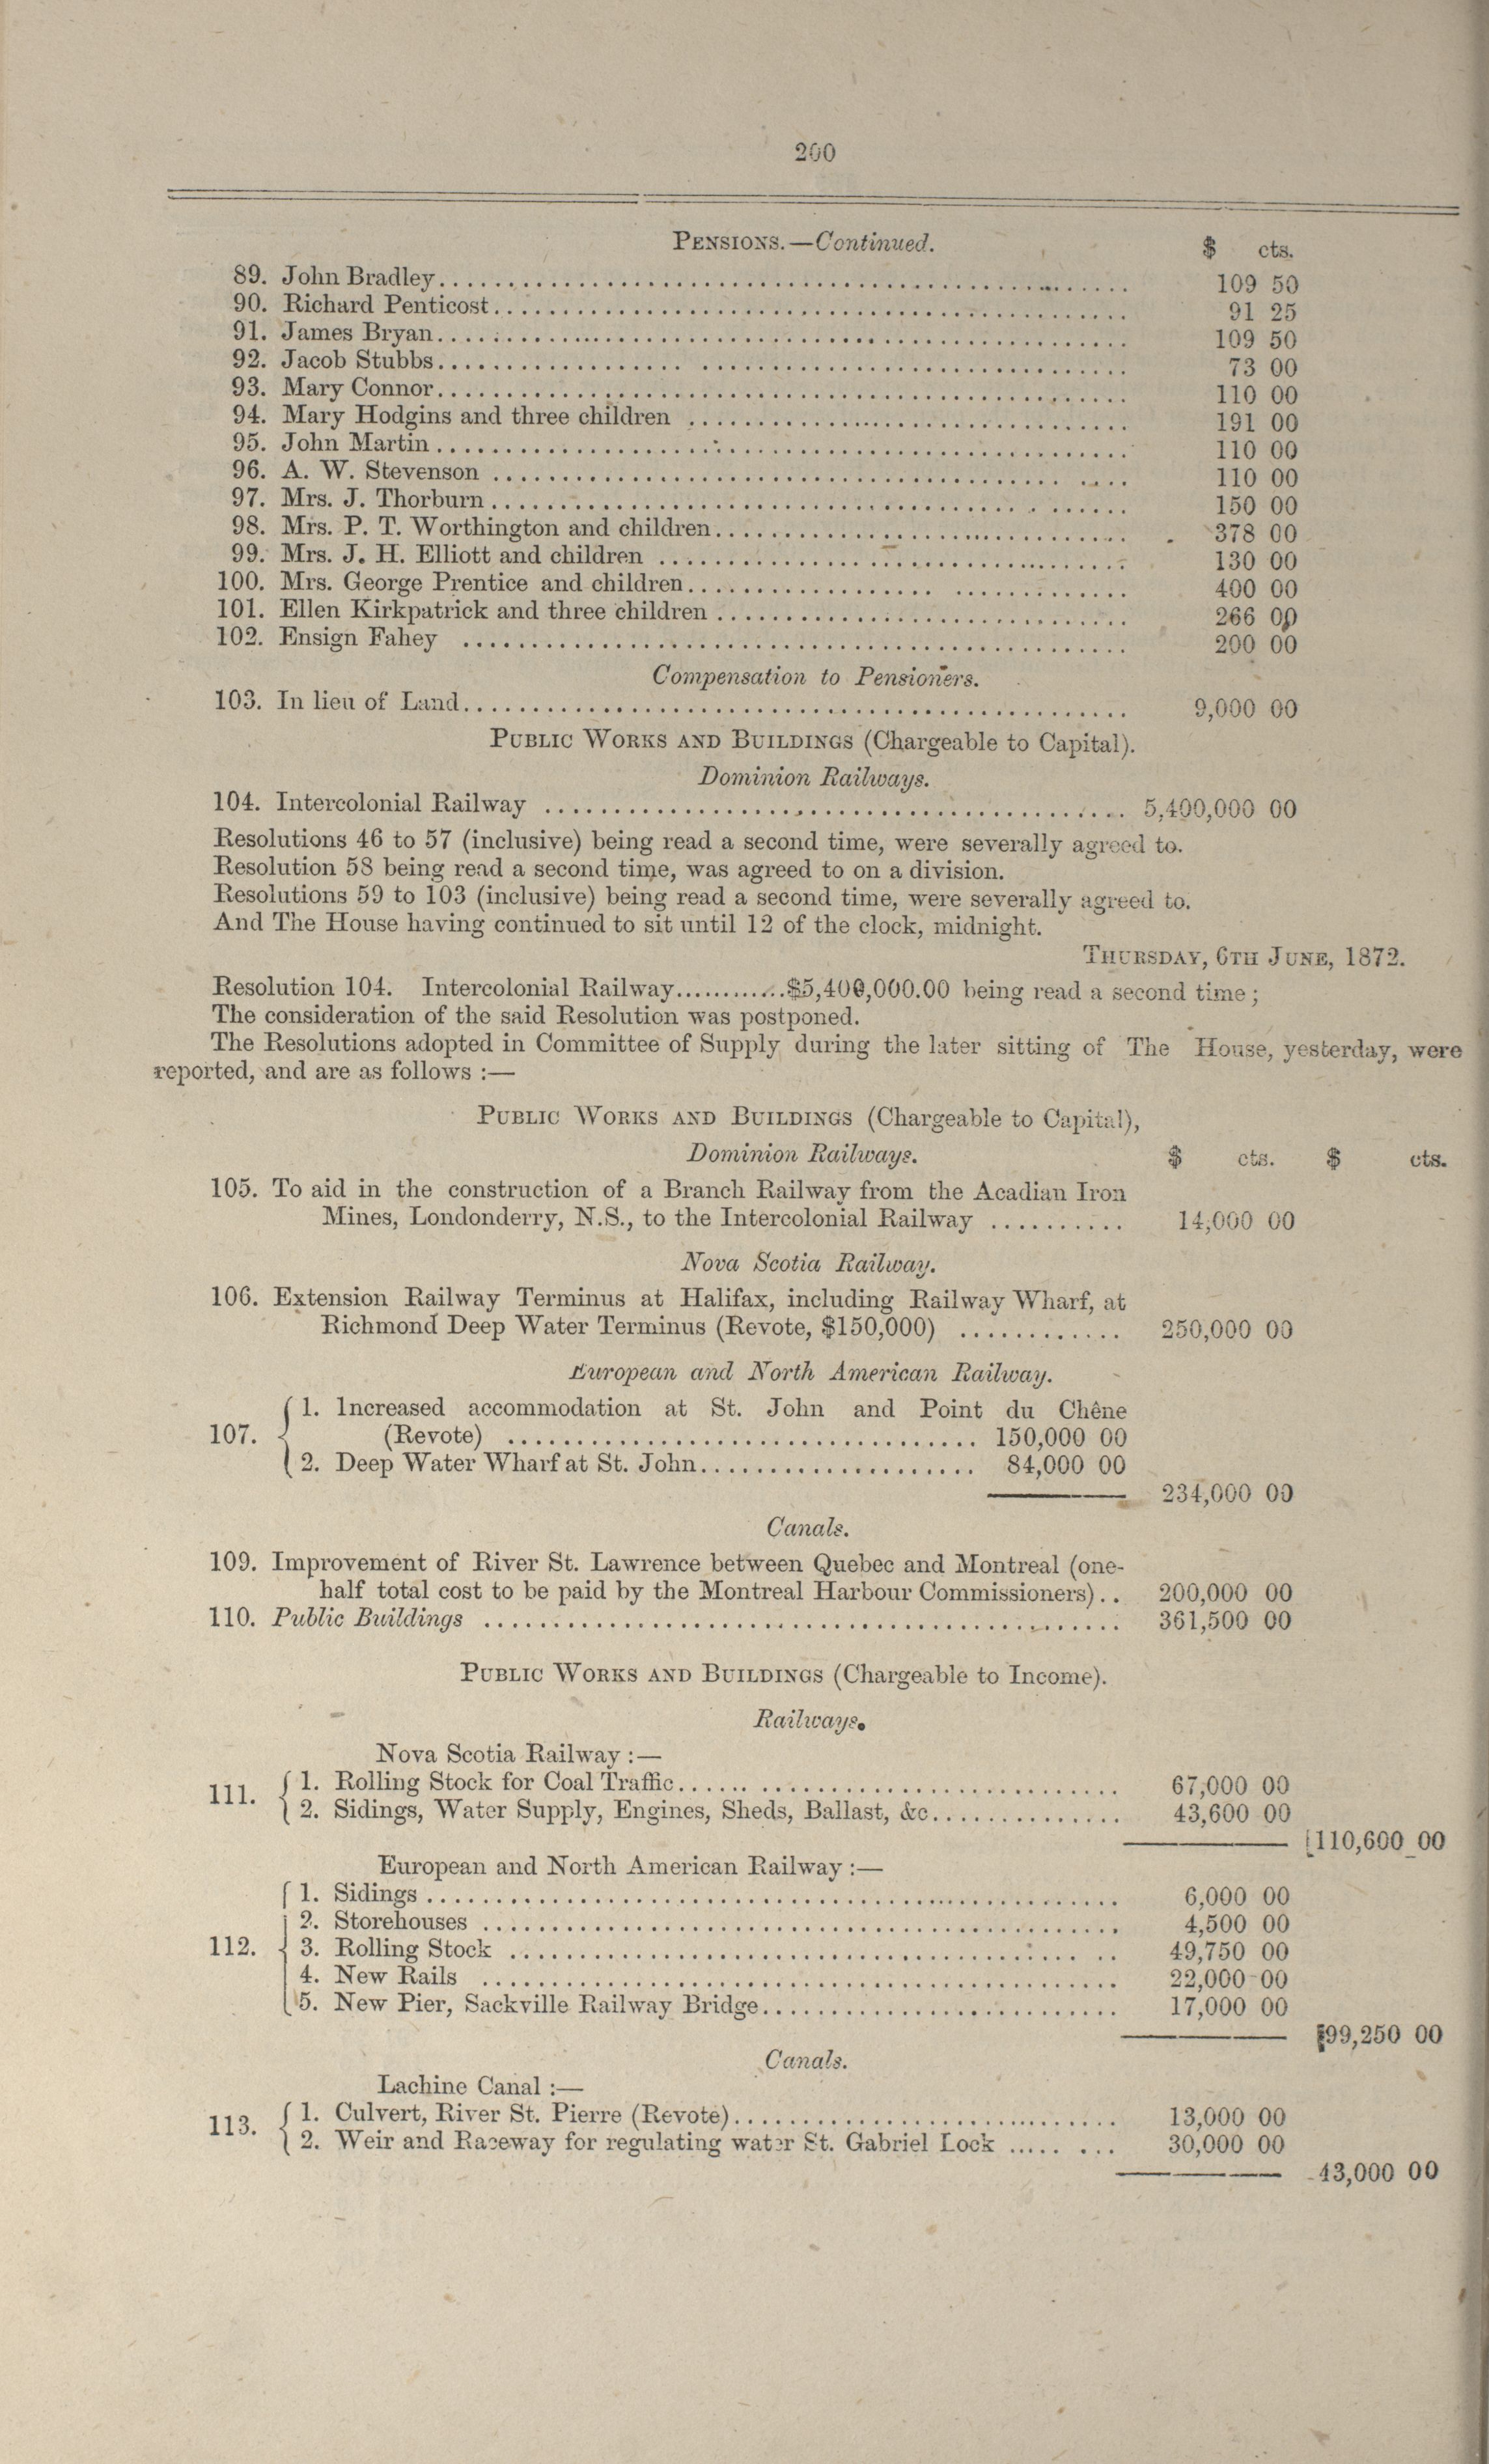 200
PENSIONS.—Continued. $ cts.
89. John Bradley........ 109 50
90. Richard Penticost........ 91 25
91. James Bryan........ 109 50
92. Jacob Stubbs........ 73 00
93. Mary Connor........ 110 00
94. Mary Hodgins and three children ........ 191 00
95. John Martin........ 110 00
96. A. W. Stevenson ........ 110 00
97. Mrs. J. Thorburn........ 150 00
98. Mrs. P. T. Worthington and children........ 378 00
99. Mrs. J. H. Elliott and children ........ 130 00
100. Mrs. George Prentice and children........ 400 00
101. Ellen Kirkpatrick and three children ........ 266 00
102. Ensign Fahey ........ 200 00
Compensation to Pensioners.
103. In lieu of Land........ 9,000 00
PUBLIC WORKS AND BUILDINGS (Chargeable to Capital).
Dominion Railways.
104. Intercolonial Railway ........ 5,400,000 00
Resolutions 46 to 57 (inclusive) being read a second time, were severally agreed to.
Resolution 58 being read a second time, was agreed to on a division.
Resolutions 59 to 103 (inclusive) being read a second time, were severally agreed to.
And The House having continued to sit until 12 of the clock, midnight.
THURSDAY, 6TH JUNE, 1872.
Resolution 104. Intercolonial Railway............$5,400,000.00 being read a second time;
The consideration of the said Resolution was postponed.
The Resolutions adopted in Committee of Supply during the later sitting of The House, yesterday, were
reported, and are as follows :—
PUBLIC WORKS AND BUILDINGS (Chargeable to Capital),
Dominion Railways. $ cts. $ cts.
105. To aid in the construction of a Branch Railway from the Acadian Iron
Mines, Londonderry, N.S., to the Intercolonial Railway .......... 14,000 00
Nova Scotia Railway.
106. Extension Railway Terminus at Halifax, including Railway Wharf, at
Richmond Deep Water Terminus (Revote, $150,000) ............ 250,000 00
European and North American Railway.
1. Increased accommodation at St. John and Point du Chêne
107. (Revote) ........ 150,000 00
2. Deep Water Wharf at St. John........ 84,000 00
234,000 00
Canals.
109. Improvement of River St. Lawrence between Quebec and Montreal (one-
half total cost to be paid by the Montreal Harbour Commissioners).. 200,000 00
110. Public Buildings ........ 361,500 00
PUBLIC WORKS AND BUILDINGS (Chargeable to Income).
Railways.
Nova Scotia Railway :—
111. 1. Rolling Stock for Coal Traffic........ 67,000 00
2. Sidings, Water Supply, Engines, Sheds, Ballast, &c........ 43,600 00
110,600 00
European and North American Railway :—
1. Sidings ........ 6,000 00
2. Storehouses ........ 4,500 00
112. 3. Rolling Stock ........ 49,750 00
4. New Rails ........ 22,000 00
5. New Pier, Sackville Railway Bridge........ 17,000 00
99,250 00
Canals.
Lachine Canal :—
113. 1. Culvert, River St. Pierre (Revote)........ 13,000 00
2. Weir and Raceway for regulating water St. Gabriel Lock ........ 30,000 00
43,000 00